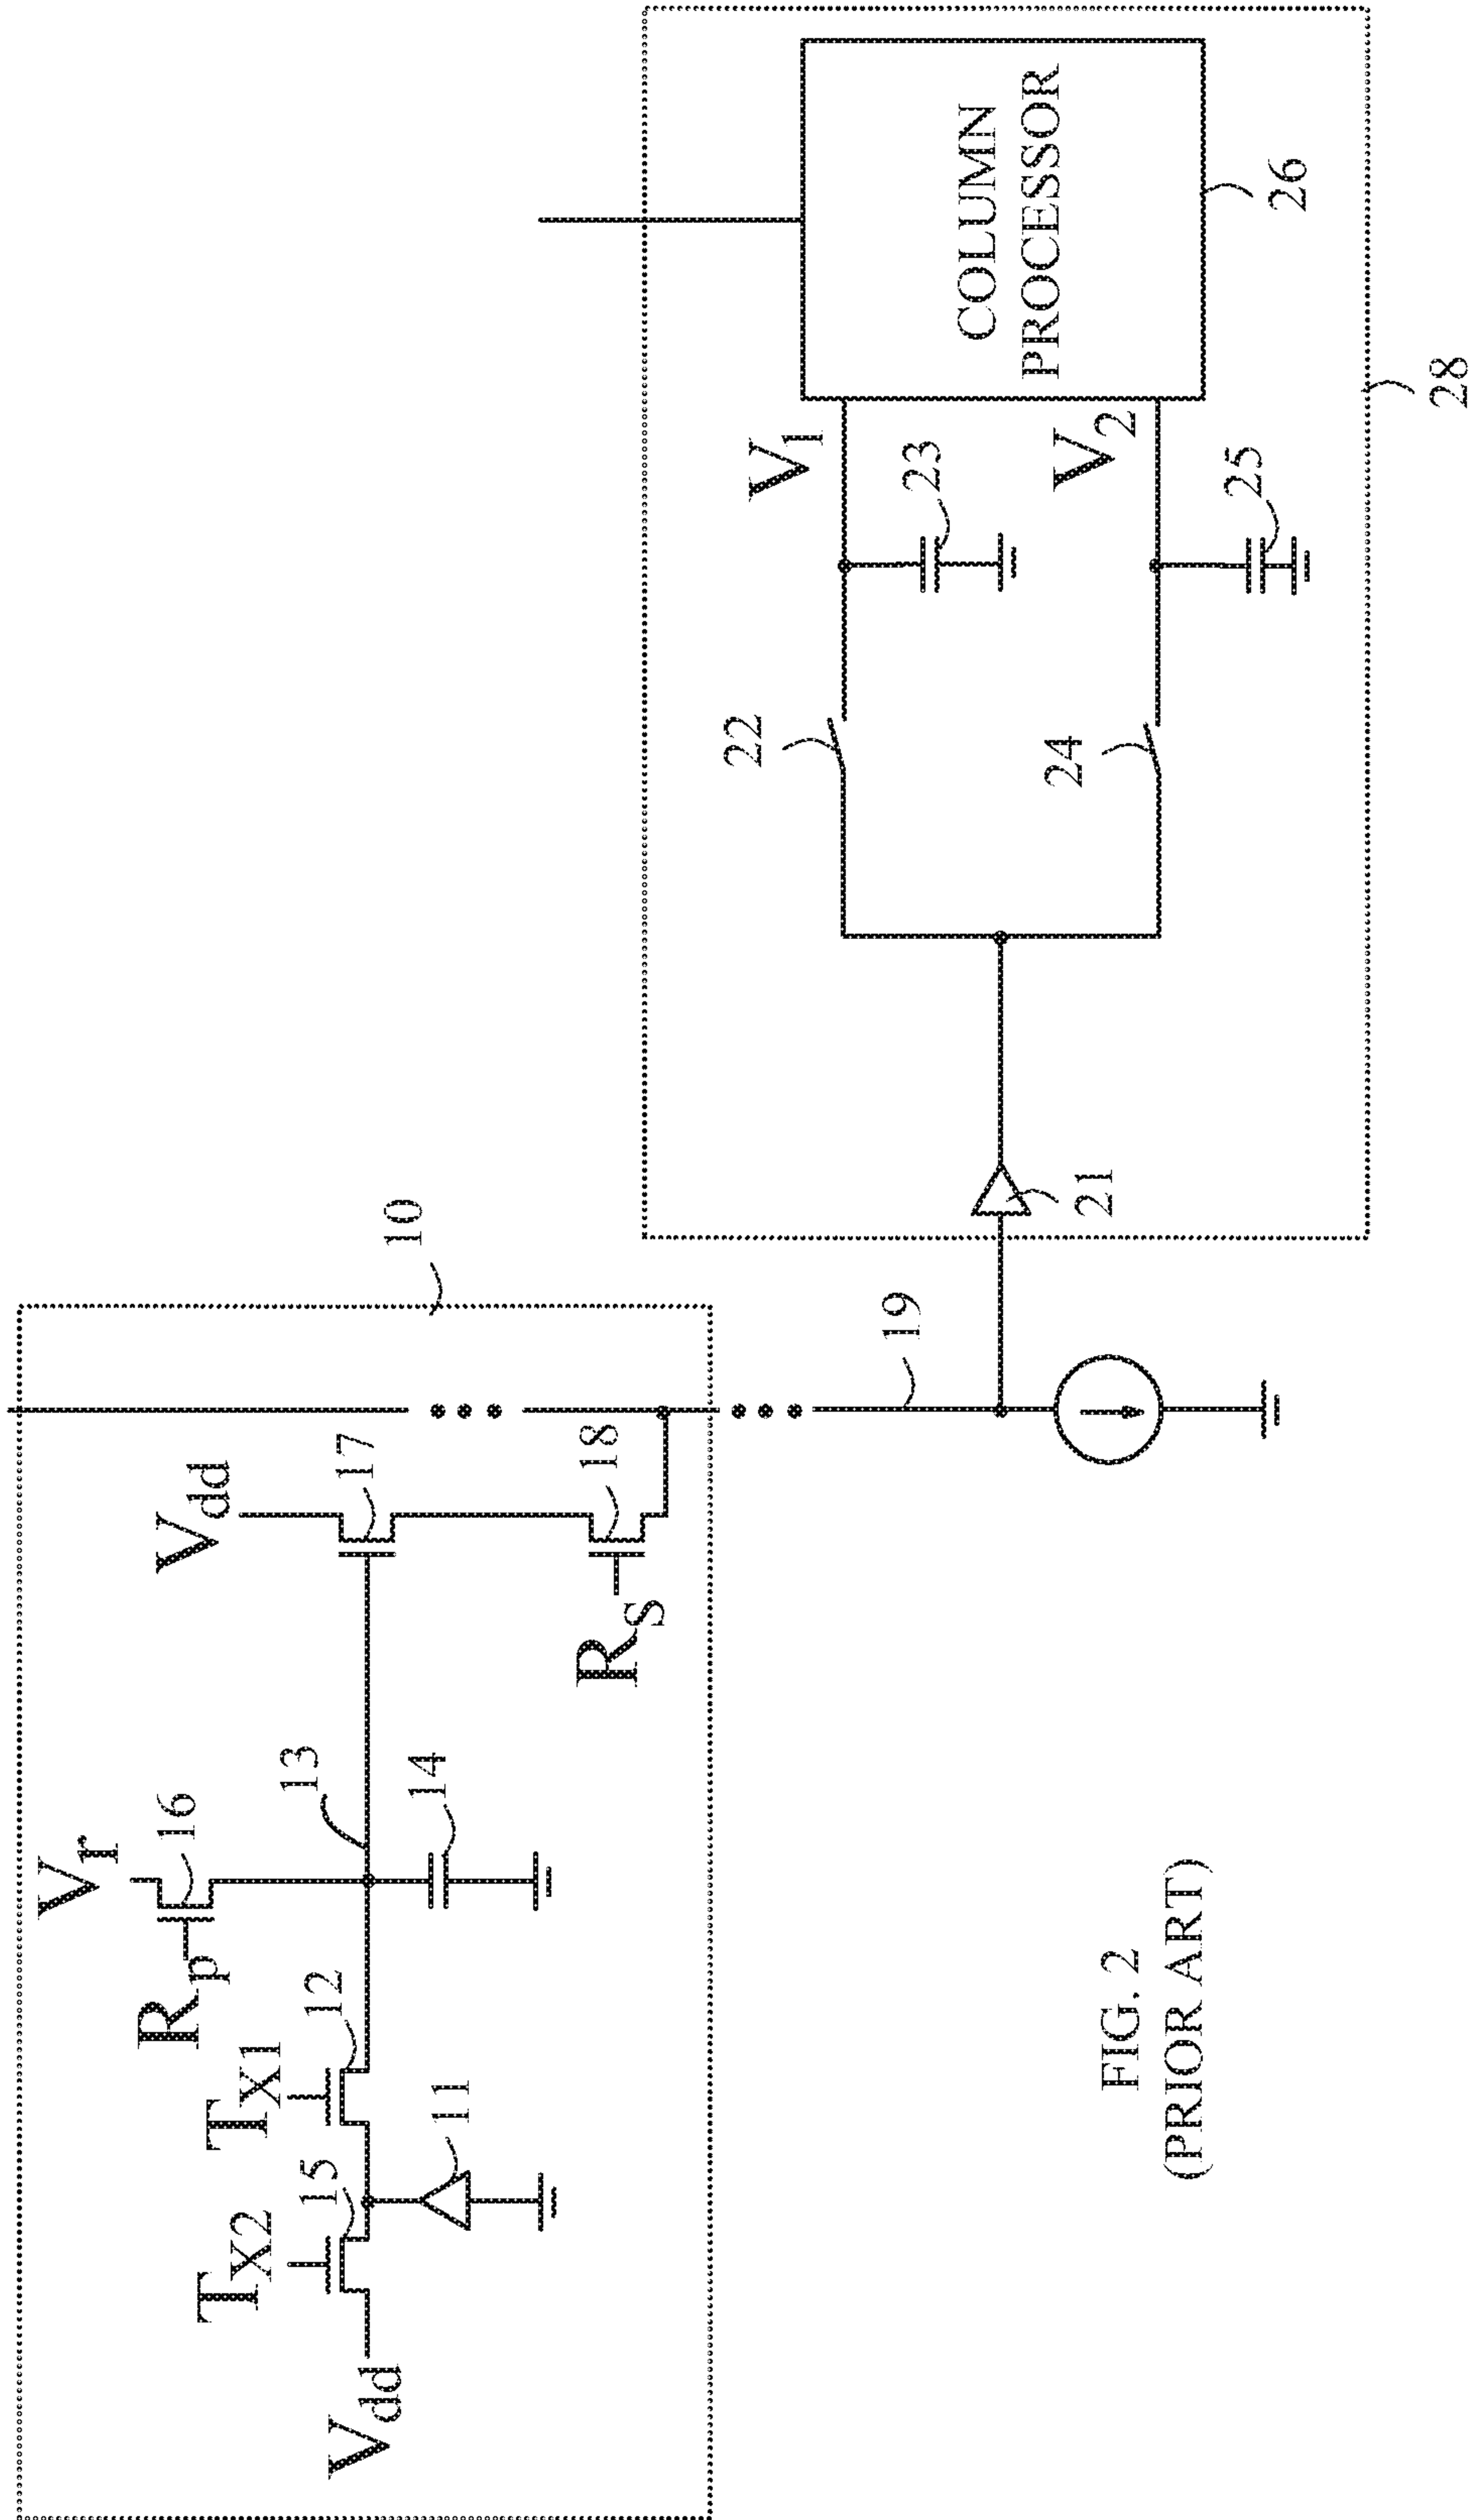 V_dd
T_X2
15
11
T_X1
12
R_p
V_r
16
13
14
V_dd
17
R_S
18
10
19
21
22
24
V_1
23
V_2
25
COLUMN
PROCESSOR
26
28
FIG. 2
(PRIOR ART)